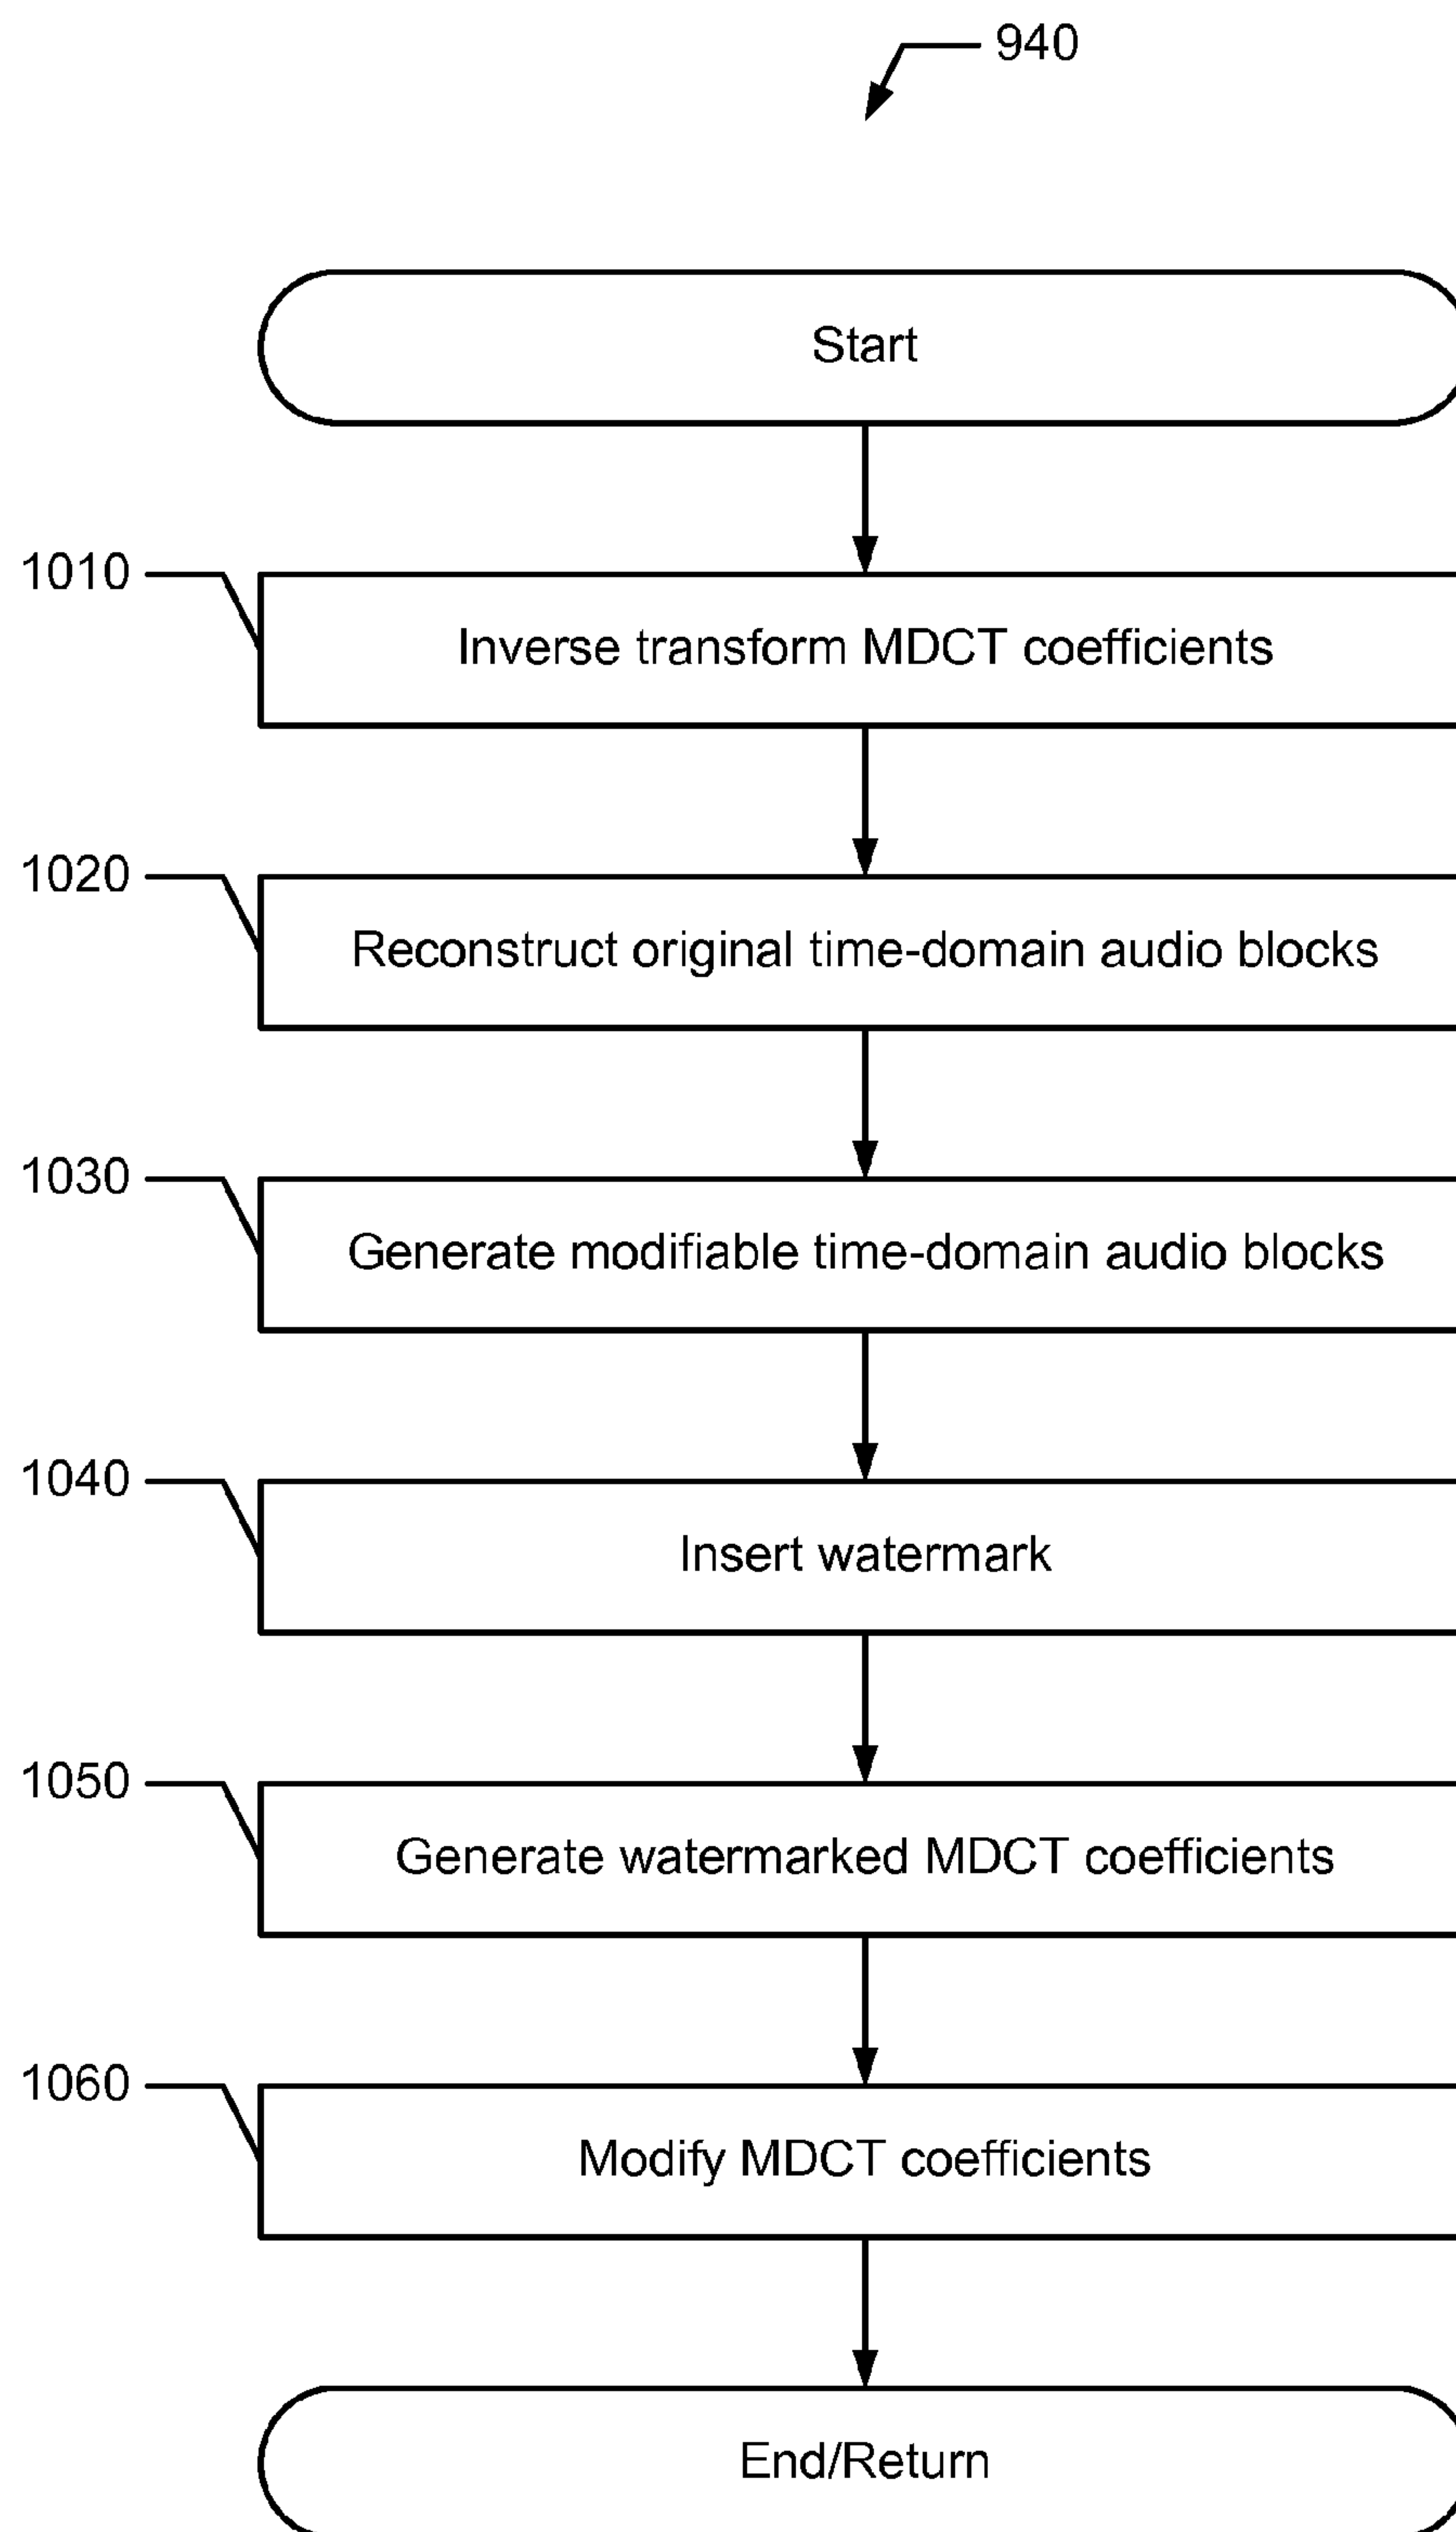 940
Start
1010
Inverse transform MDCT coefficients
1020
Reconstruct original time-domain audio blocks
1030
Generate modifiable time-domain audio blocks
1040
Insert watermark
1050
Generate watermarked MDCT coefficients
1060
Modify MDCT coefficients
End/Return